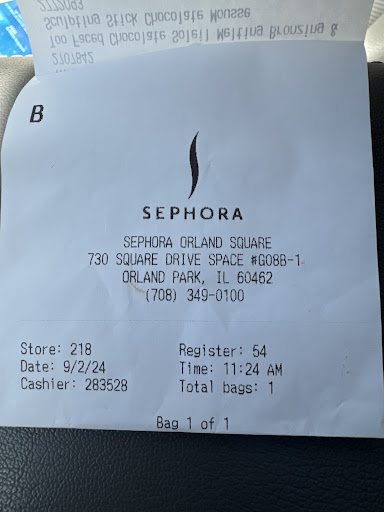 2772093
Sculpting Stick Chocolate Mousse
Too Faced Chocolate Soleil Melting Bronzing &
2707842
B
SEPHORA
SEPHORA ORLAND SQUARE
730 SQUARE DRIVE SPACE #G08B-1
ORLAND PARK, IL 60462
(708) 349-0100
Store: 218 Register: 54
Date: 9/2/24 Time: 11:24 AM
Cashier: 283528 Total bags: 1
Bag 1 of 1